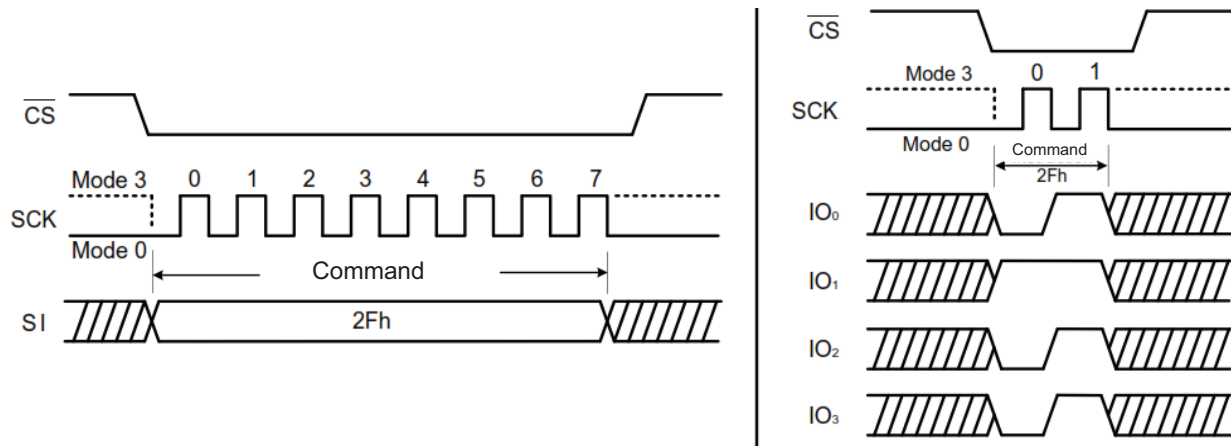 CS
Mode 3 0 1 2 3 4 5 6 7
SCK
Mode 0
Command
SI 2Fh
CS
Mode 3 0 1
SCK
Mode 0 Command
2Fh
IO₀
IO₁
IO₂
IO₃